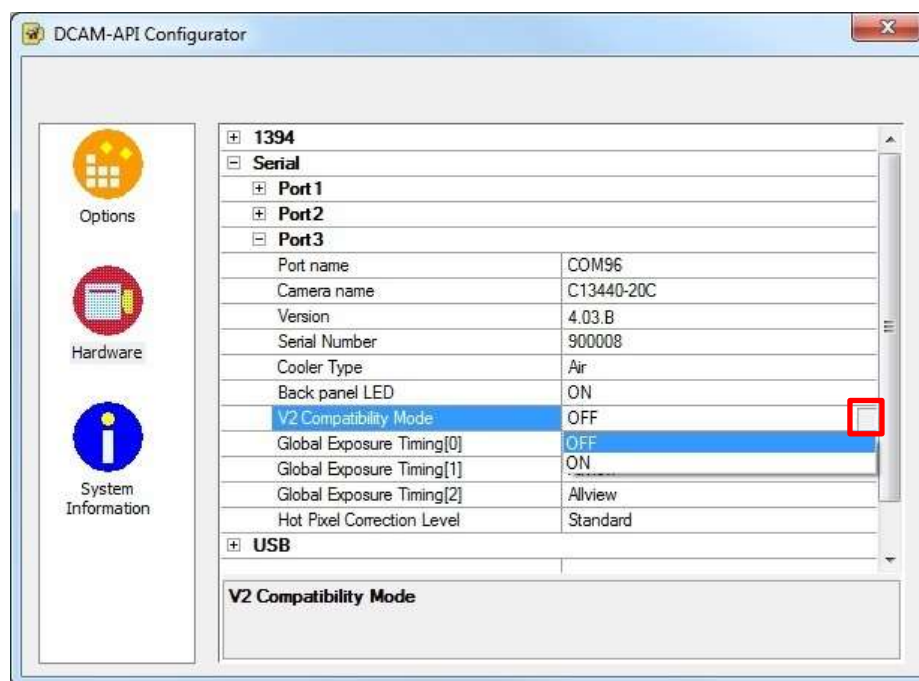 DCAM-API Configurator
Options
Hardware
System
Information
1394
Serial
Port1
Port2
Port3
Port name COM96
Camera name C13440-20C
Version 4.03.B
Serial Number 900008
Cooler Type Air
Back panel LED ON
V2 Compatibility Mode OFF
Global Exposure Timing[0] OFF
Global Exposure Timing[1] ON
Global Exposure Timing[2] Allview
Hot Pixel Correction Level Standard
USB
V2 Compatibility Mode